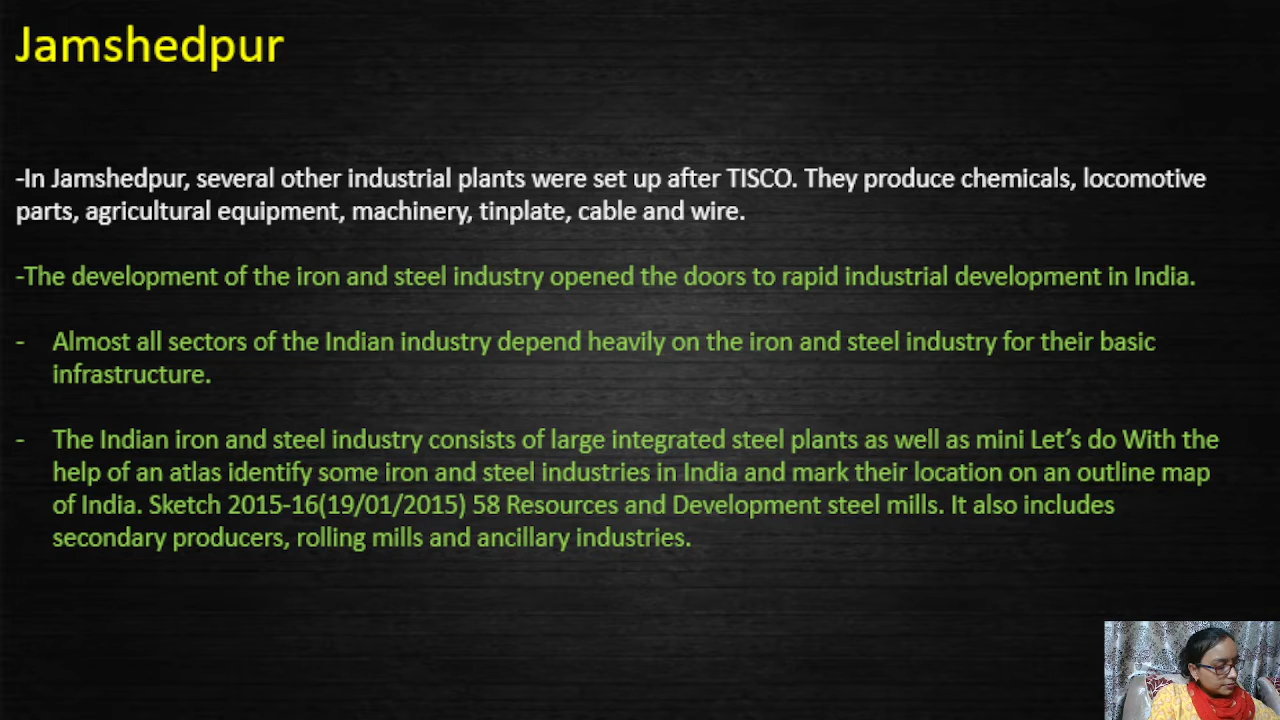 Jamshedpur
-In Jamshedpur, several other industrial plants were set up after TISCO. They produce chemicals, locomotive
parts, agricultural equipment, machinery, tinplate, cable and wire.
-The development of the iron and steel industry opened the doors to rapid industrial development in India.
- Almost all sectors of the Indian industry depend heavily on the iron and steel industry for their basic
infrastructure.
- The Indian iron and steel industry consists of large integrated steel plants as well as mini Let’s do With the
help of an atlas identify some iron and steel industries in India and mark their location on an outline map
of India. Sketch 2015-16(19/01/2015) 58 Resources and Development steel mills. It also includes
secondary producers, rolling mills and ancillary industries.